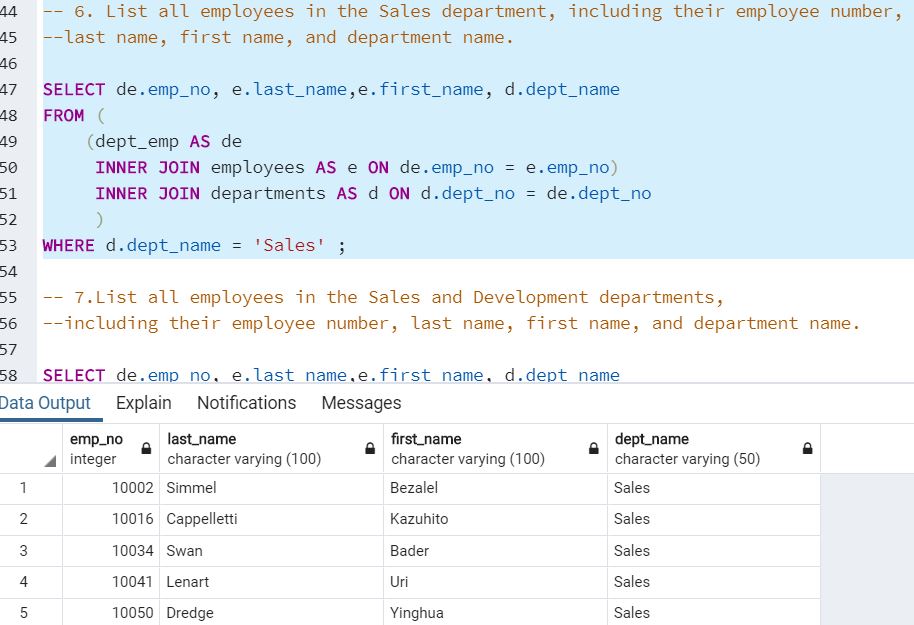 44 -- 6. List all employees in the Sales department, including their employee number,
45 --last name, first name, and department name.
46
47 SELECT de.emp_no, e.last_name,e.first_name, d.dept_name
48 FROM (
49 (dept_emp AS de
50 INNER JOIN employees AS e ON de.emp_no = e.emp_no)
51 INNER JOIN departments AS d ON d.dept_no = de.dept_no
52 )
53 WHERE d.dept_name = 'Sales' ;
54
55 -- 7.List all employees in the Sales and Development departments,
56 --including their employee number, last name, first name, and department name.
57
58 SELECT de.emp_no, e.last_name,e.first_name, d.dept_name
Data Output Explain Notifications Messages
emp_no last_name first_name dept_name
integer character varying (100) character varying (100) character varying (50)
1 10002 Simmel Bezalel Sales
2 10016 Cappelletti Kazuhito Sales
3 10034 Swan Bader Sales
4 10041 Lenart Uri Sales
5 10050 Dredge Yinghua Sales